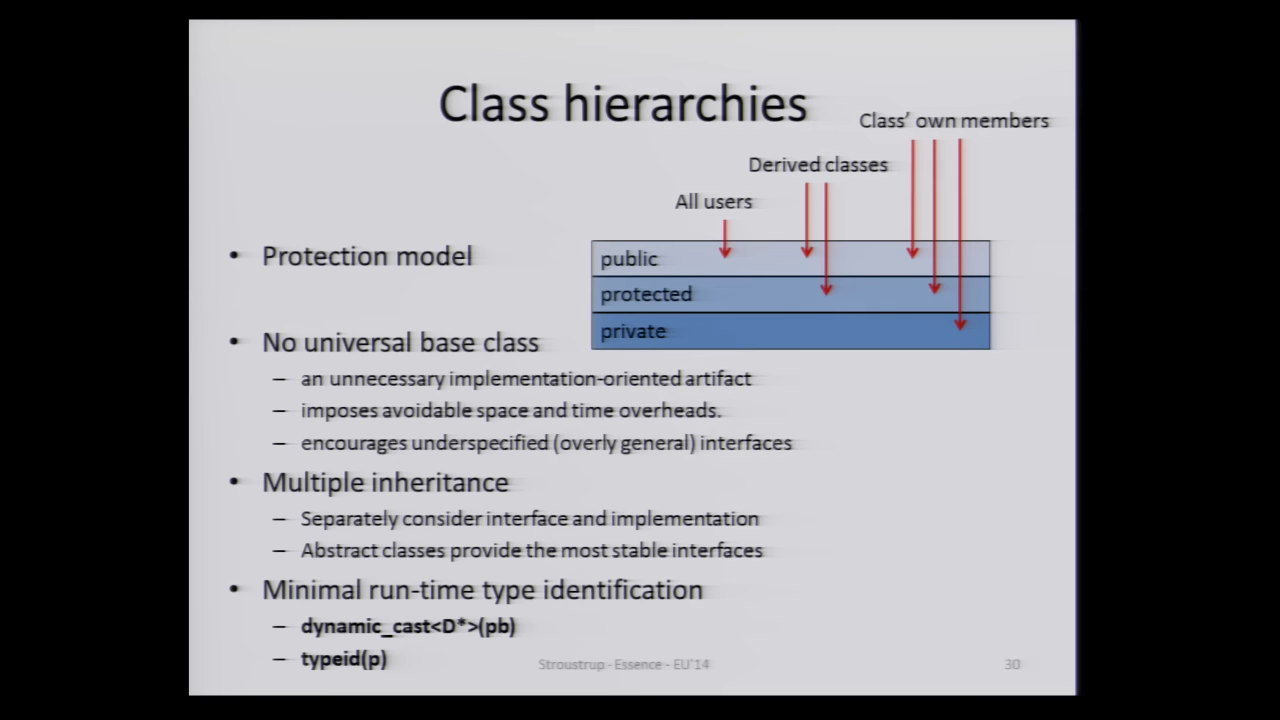 Class hierarchies
Class’ own members
Derived classes
All users
• Protection model
public
protected
private
• No universal base class
– an unnecessary implementation-oriented artifact
– imposes avoidable space and time overheads.
– encourages underspecified (overly general) interfaces
• Multiple inheritance
– Separately consider interface and implementation
– Abstract classes provide the most stable interfaces
• Minimal run-time type identification
– dynamic_cast<D*>(pb)
– typeid(p)
Stroustrup - Essence - EU'14
30